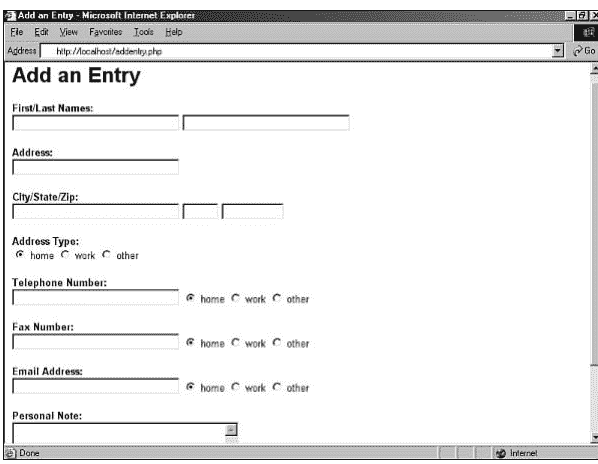 Add an Entry - Microsoft Internet Explorer
File Edit View Favorites Tools Help
Address http://localhost/addentry.php Go
Add an Entry
First/Last Names:
Address:
City/State/Zip:
Address Type:
home work other
Telephone Number:
home work other
Fax Number:
home work other
Email Address:
home work other
Personal Note:
Done Internet